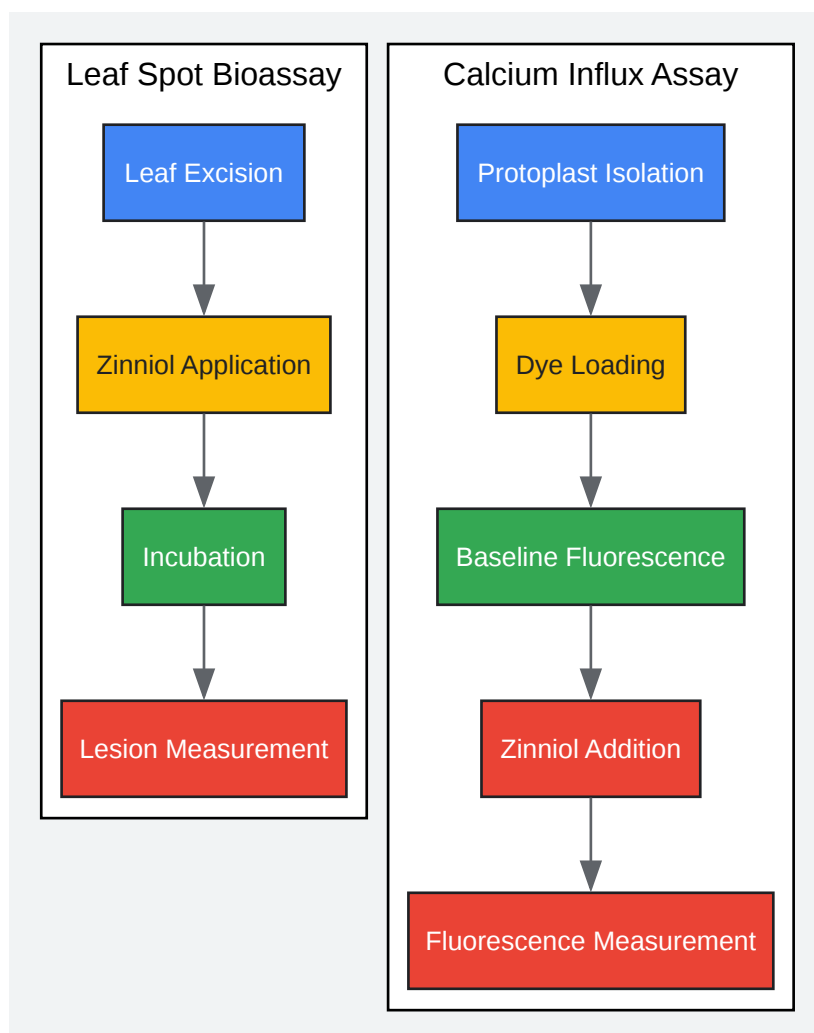 Leaf Spot Bioassay
Leaf Excision
Zinniol Application
Incubation
Lesion Measurement
Calcium Influx Assay
Protoplast Isolation
Dye Loading
Baseline Fluorescence
Zinniol Addition
Fluorescence Measurement